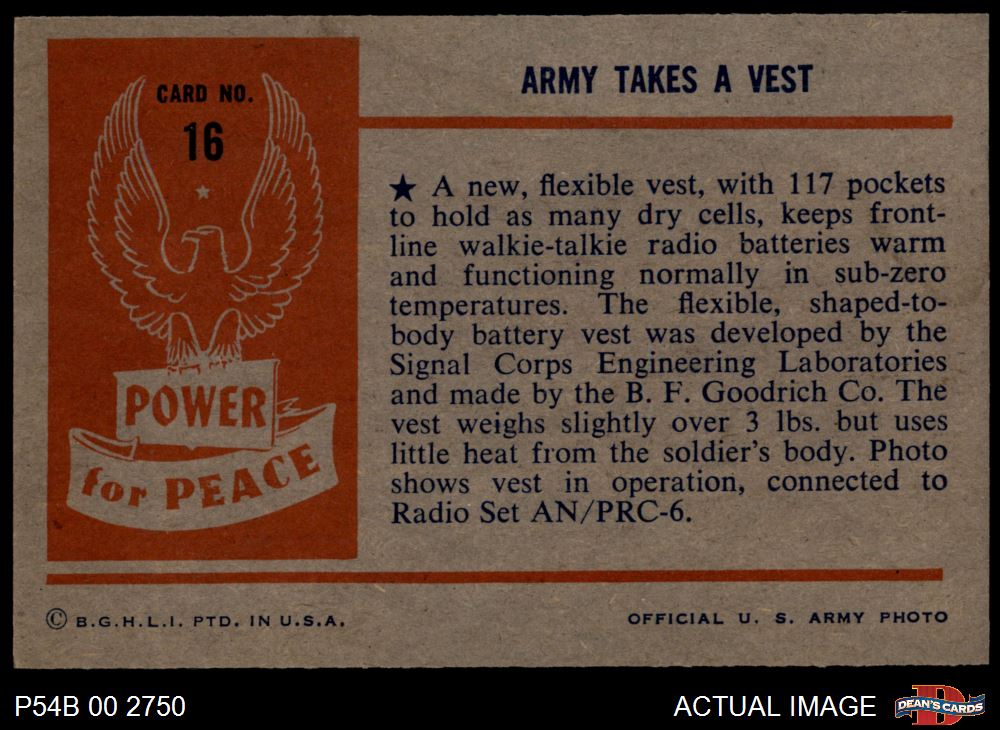 CARD NO.
16
POWER
for PEACE
ARMY TAKES A VEST
★ A new, flexible vest, with 117 pockets
to hold as many dry cells, keeps front-
line walkie-talkie radio batteries warm
and functioning normally in sub-zero
temperatures. The flexible, shaped-to-
body battery vest was developed by the
Signal Corps Engineering Laboratories
and made by the B. F. Goodrich Co. The
vest weighs slightly over 3 lbs. but uses
little heat from the soldier's body. Photo
shows vest in operation, connected to
Radio Set AN/PRC-6.
© B.G.H.L.I. PTD. IN U.S.A.
OFFICIAL U. S. ARMY PHOTO
P54B 00 2750
ACTUAL IMAGE
D
DEAN'S CARDS